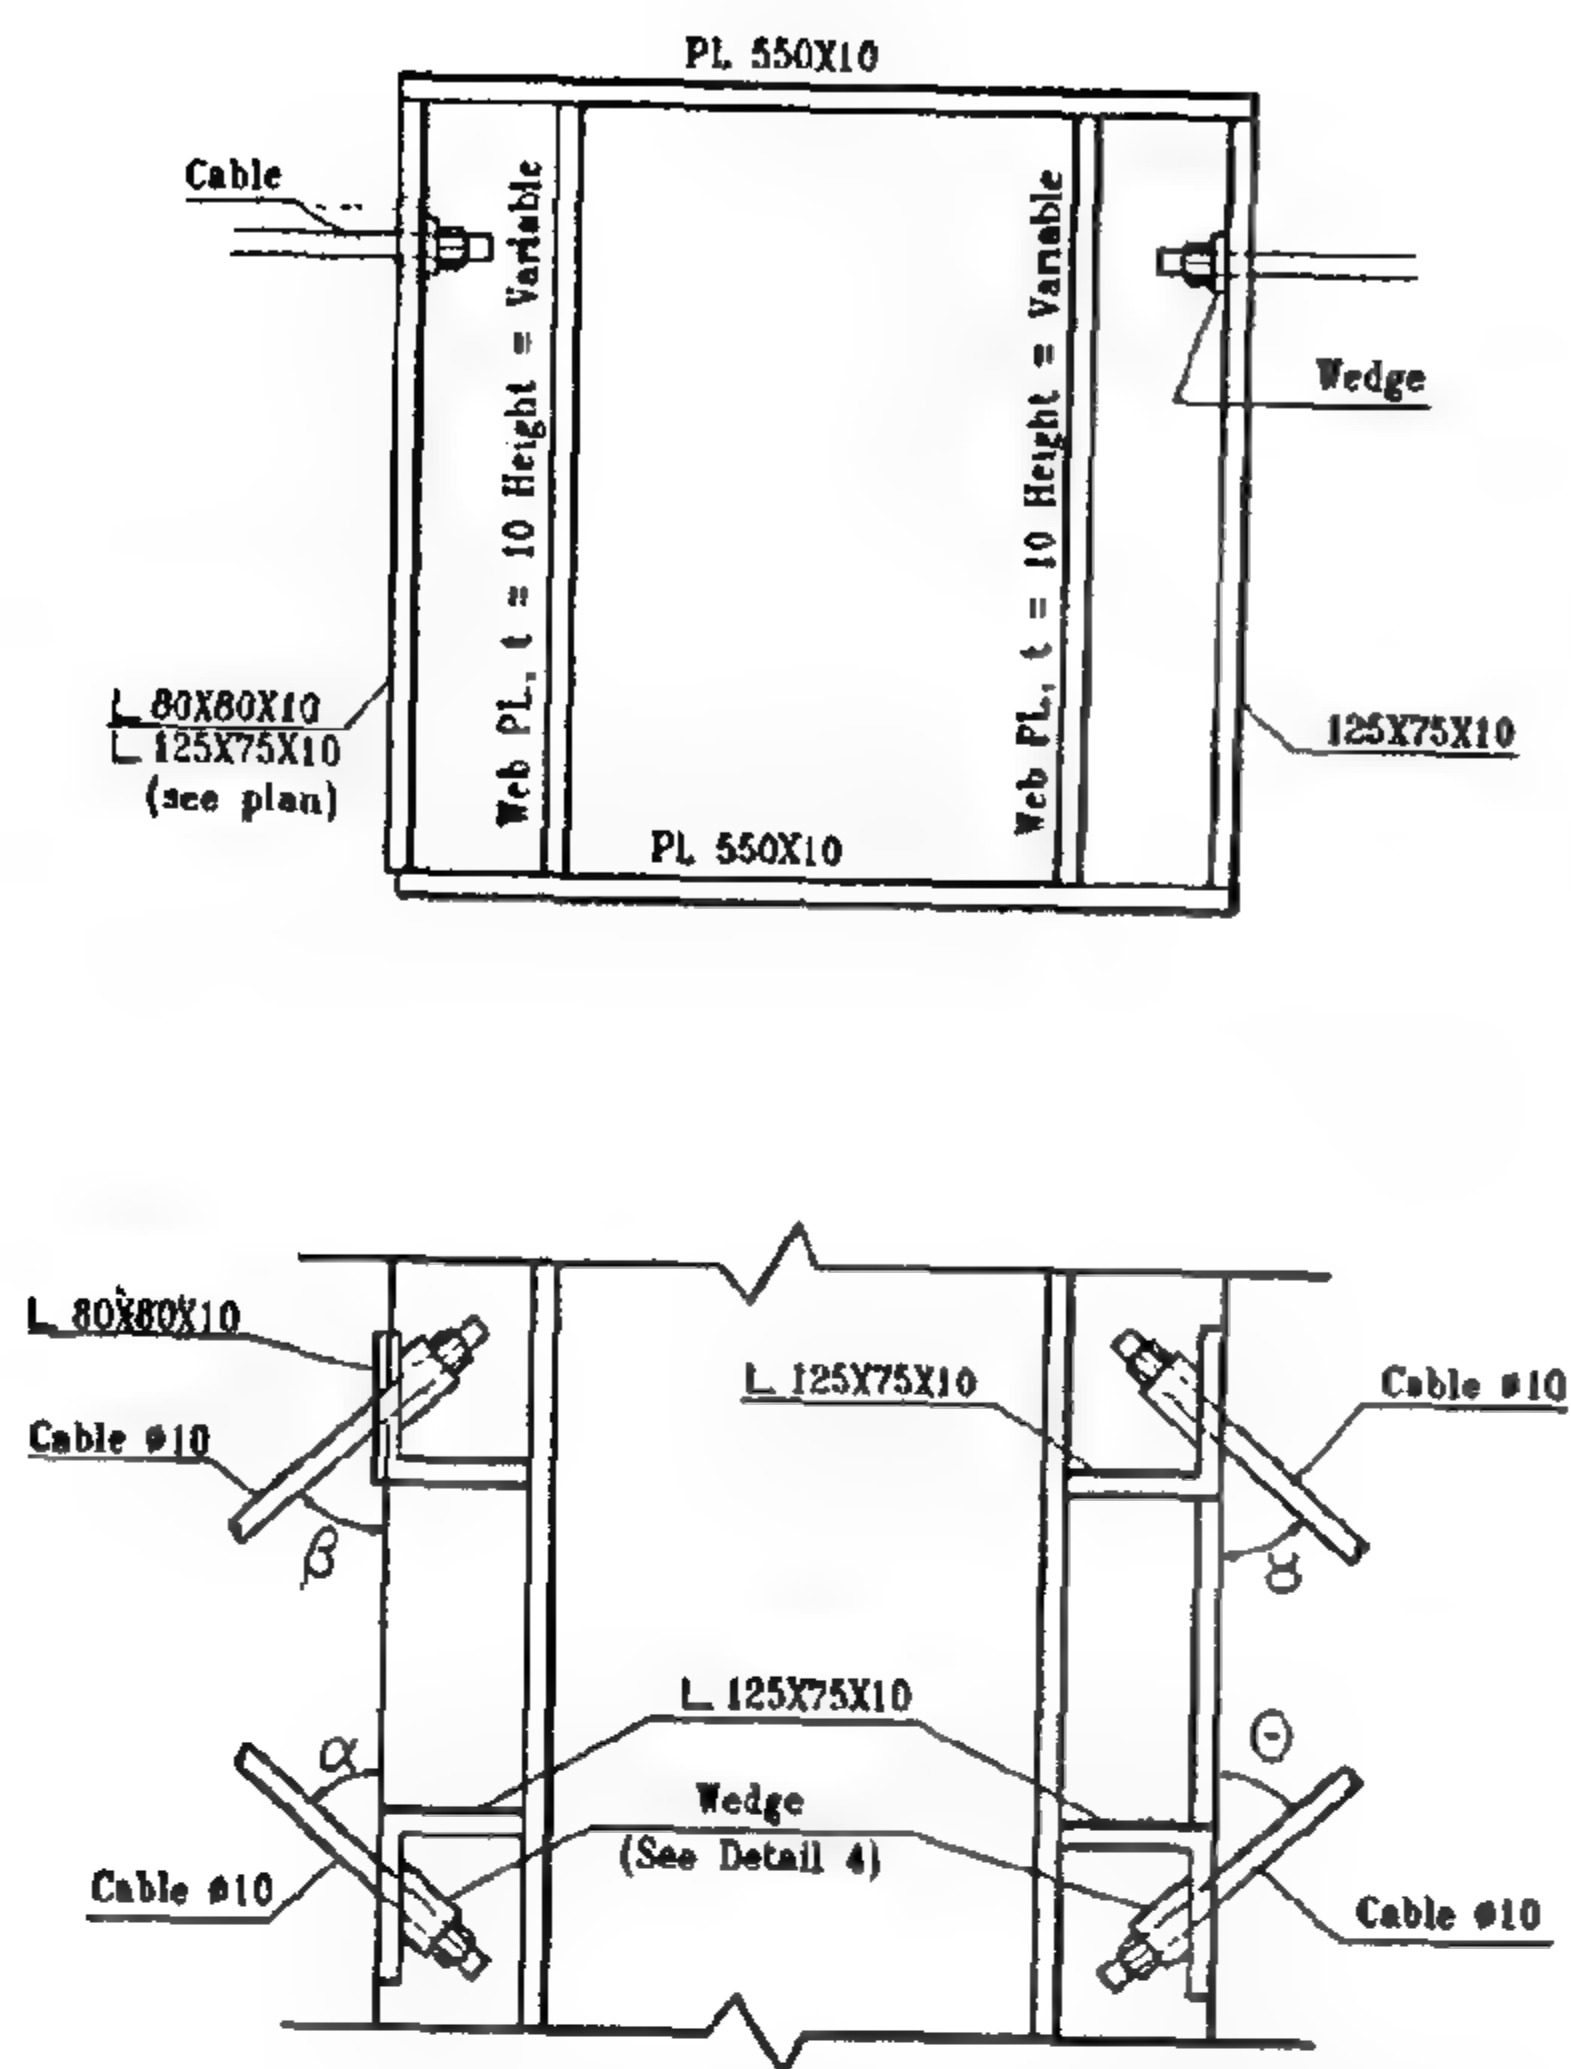 PL 550X10
Cable
Web PL, t = 10 Height = Variable
Web PL, t = 10 Height = Variable
Wedge
L 80X80X10
L 125X75X10
(see plan)
125X75X10
PL 550X10
L 80X80X10
L 125X75X10
Cable ø10
Cable ø10
β
γ
L 125X75X10
α
Θ
Wedge
(See Detail 4)
Cable ø10
Cable ø10